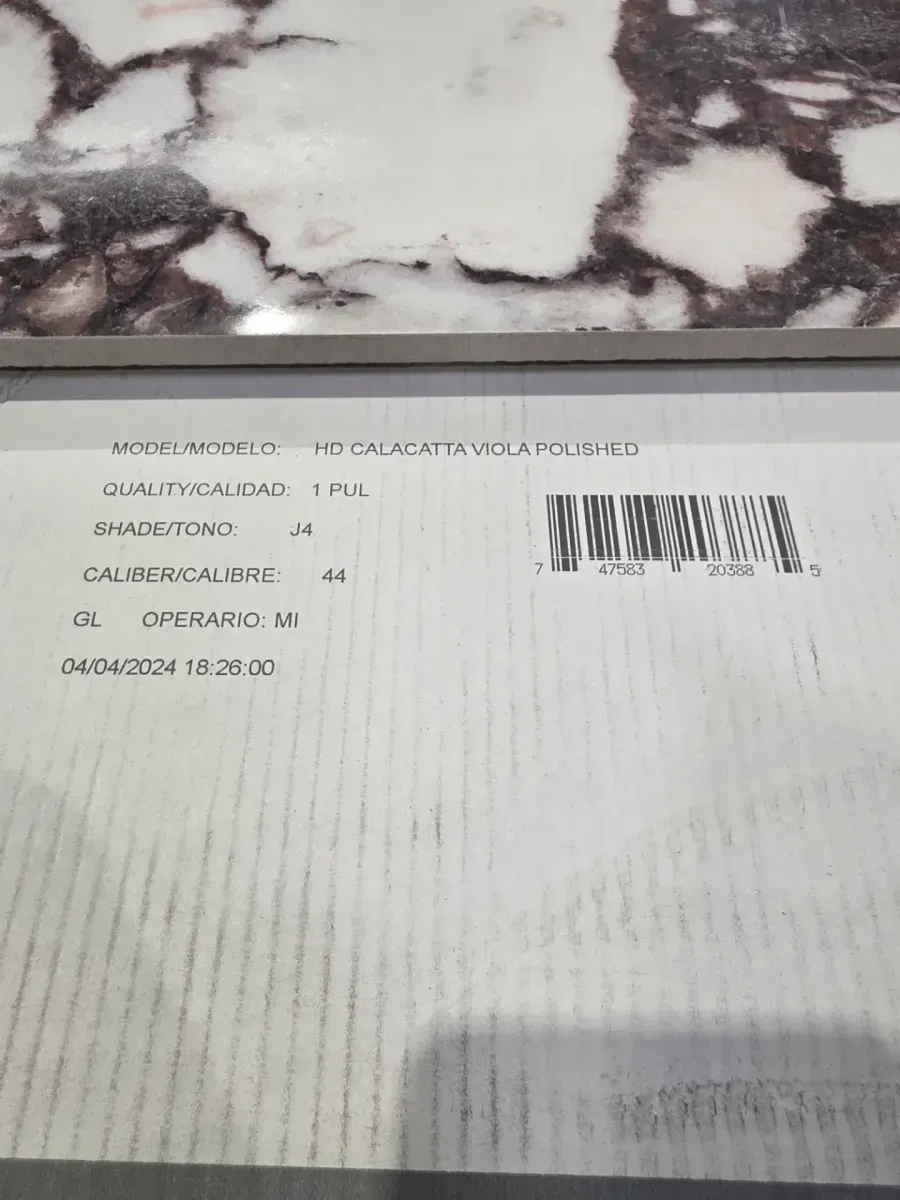 MODEL/MODELO: HD CALACATTA VIOLA POLISHED
QUALITY/CALIDAD: 1 PUL
SHADE/TONO: J4
CALIBER/CALIBRE: 44
GL OPERARIO: MI
04/04/2024 18:26:00
7 47583 20388 5